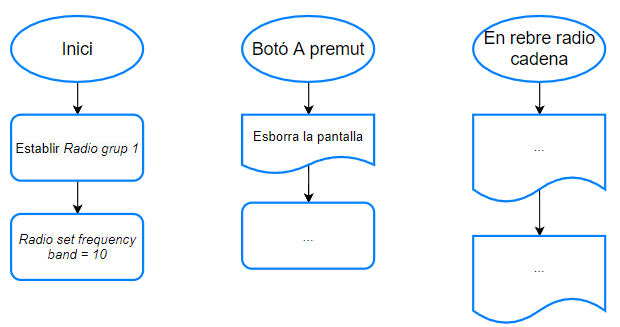 Inici
Establir Radio grup 1
Radio set frequency
band = 10
Botó A premut
Esborra la pantalla
...
En rebre radio
cadena
...
...